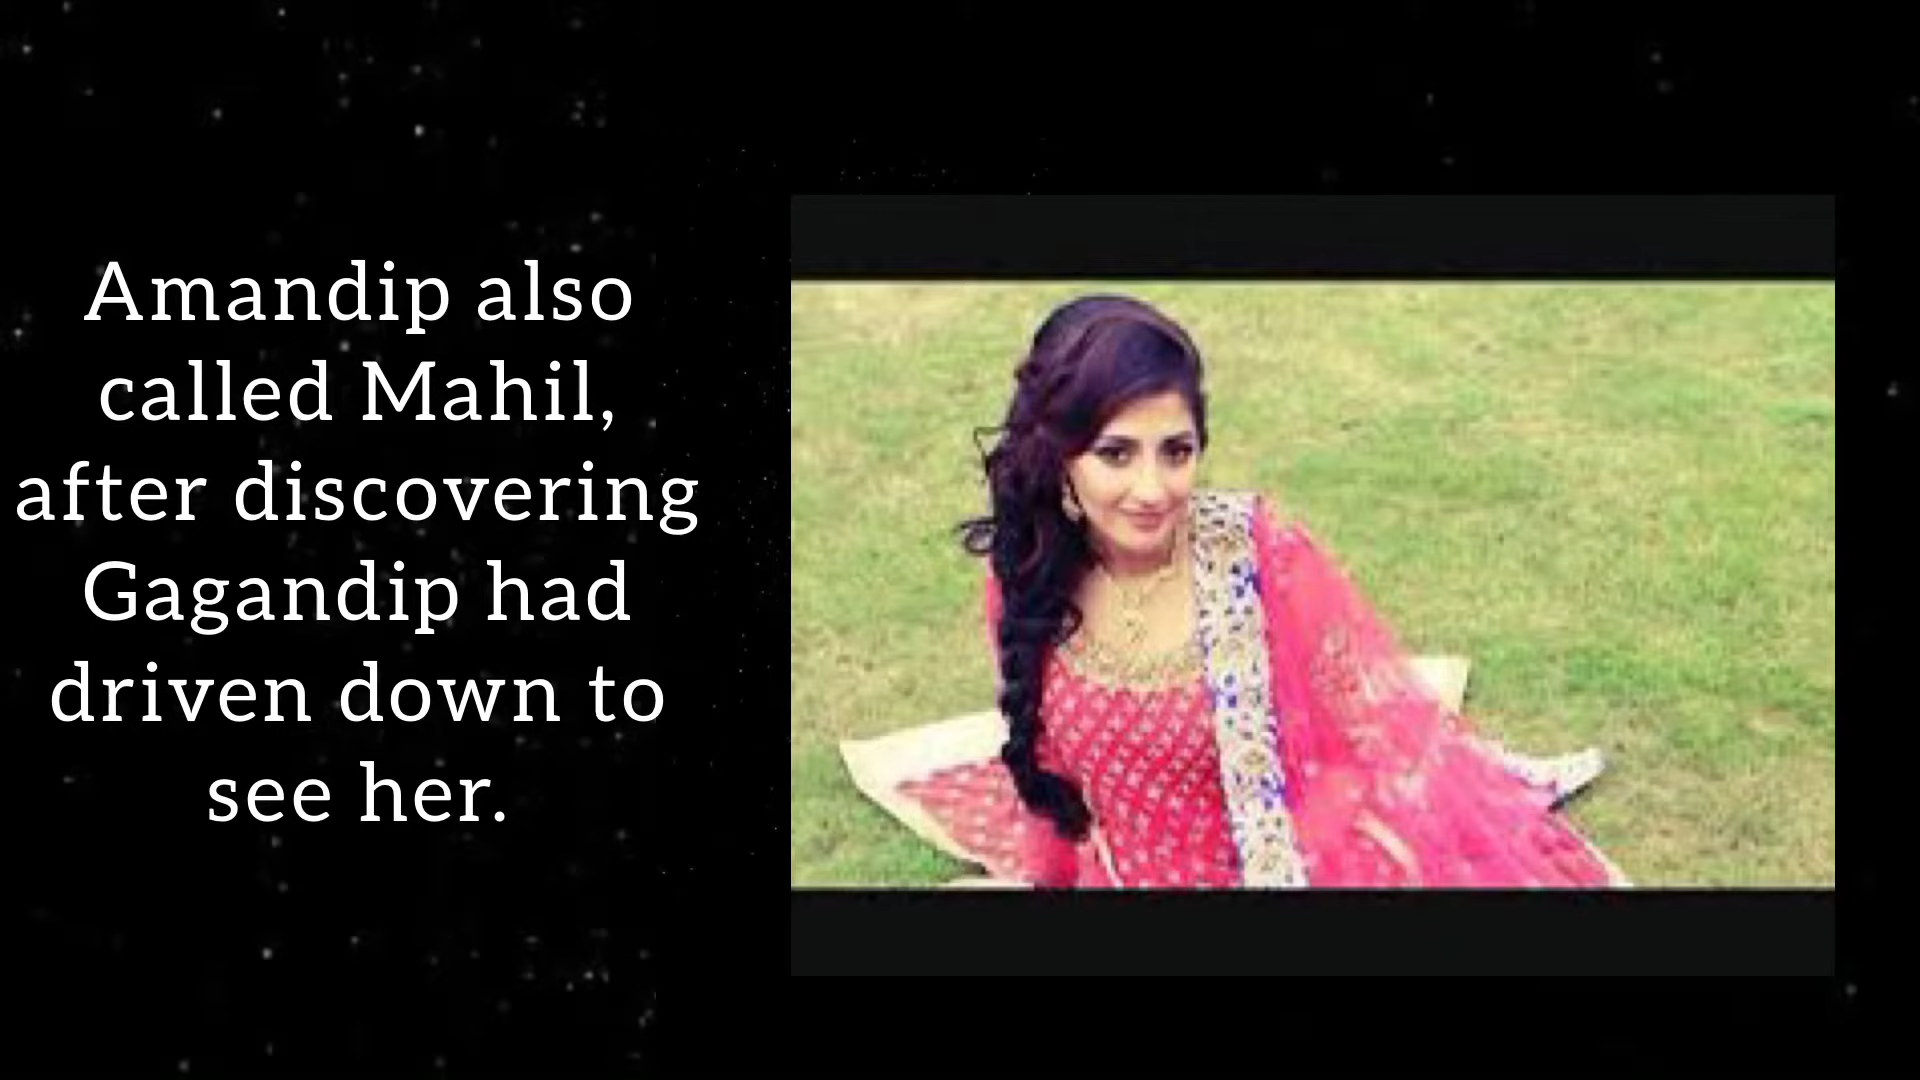 Amandip also
called Mahil,
after discovering
Gagandip had
driven down to
see her.